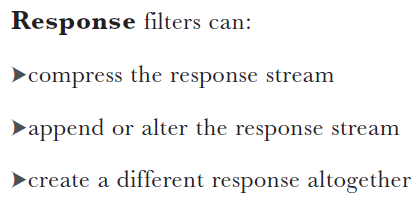 Response filters can:
➤compress the response stream
➤append or alter the response stream
➤create a different response altogether